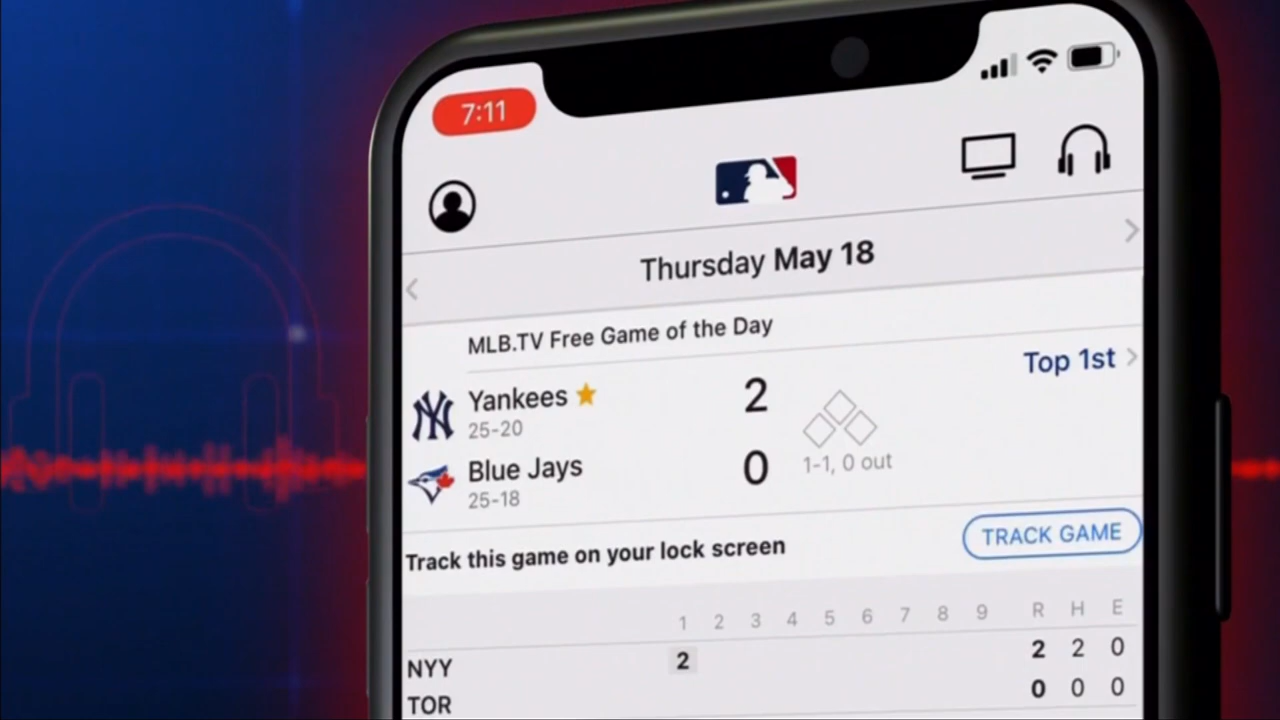 7:11
Thursday May 18
MLB.TV Free Game of the Day
Yankees
25-20
2
Top 1st
Blue Jays
25-18
0
1-1, 0 out
Track this game on your lock screen
TRACK GAME
1 2 3 4 5 6 7 8 9 R H E
NYY 2 2 2 0
TOR 0 0 0